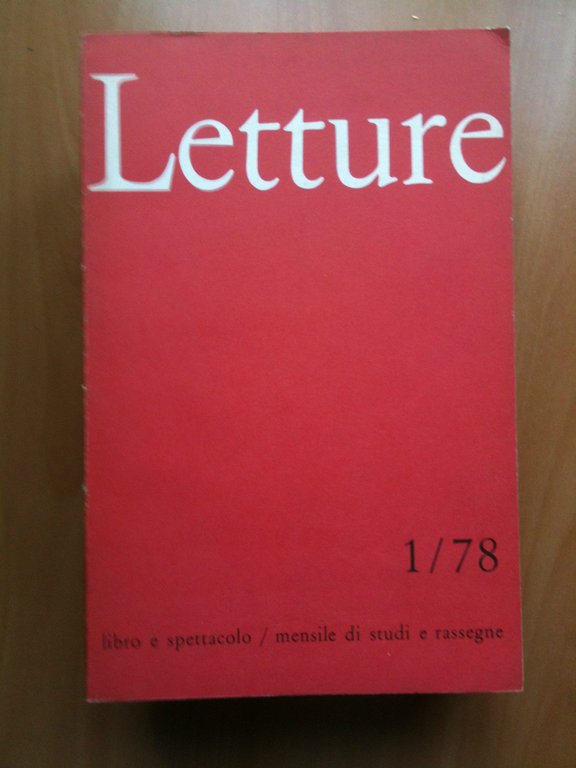 Letture
1/78
libro e spettacolo / mensile di studi e rassegne